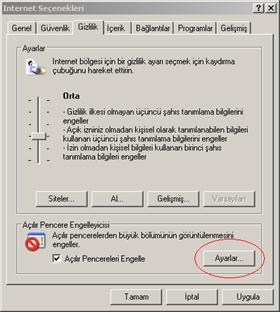 Internet Seçenekleri
Genel
Güvenlik
Gizlilik
İçerik
Bağlantılar
Programlar
Gelişmiş
Ayarlar
Internet bölgesi için bir gizlilik ayarı seçmek için kaydırma
çubuğunu hareket ettirin.
Orta
- Gizlilik ilkesi olmayan üçüncü şahıs tanımlama bilgilerini
engeller
- Açık izniniz olmadan kişisel olarak tanımlanabilen bilgileri
kullanan üçüncü şahıs tanımlama bilgilerini engeller
- İzin olmadan kişisel bilgileri kullanan birinci şahıs
tanımlama bilgilerini engeller
Siteler...
Al...
Gelişmiş...
Varsayılan
Açılır Pencere Engelleyicisi
Açılır pencerelerden büyük bölümünün görüntülenmesini
engeller.
Açılır Pencereleri Engelle
Ayarlar...
Tamam
İptal
Uygula